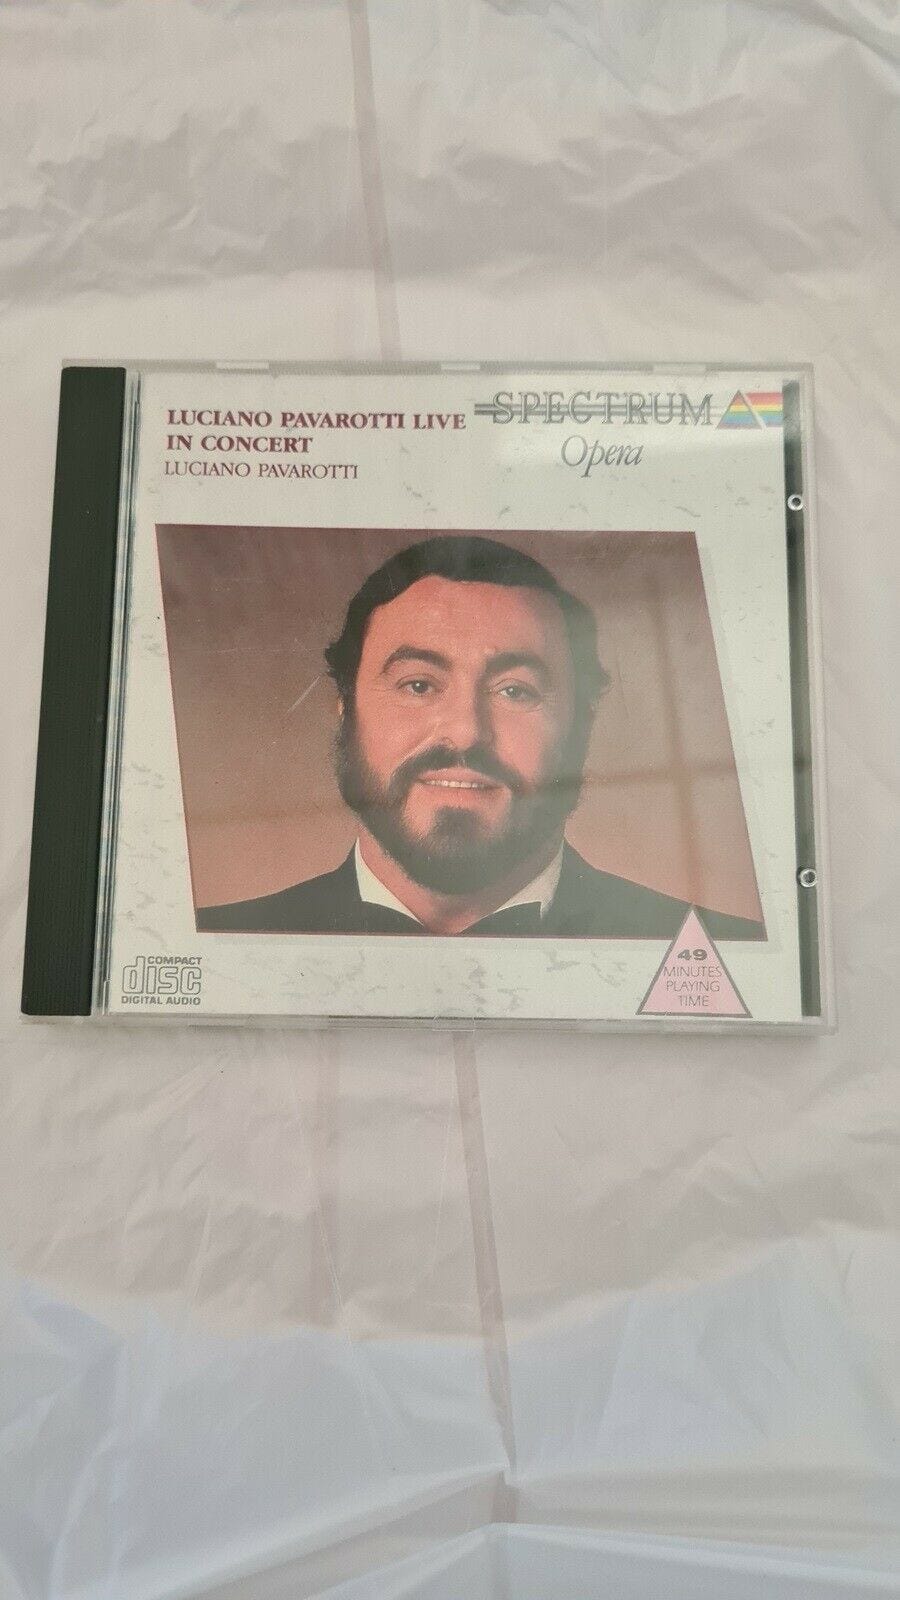 LUCIANO PAVAROTTI LIVE
IN CONCERT
LUCIANO PAVAROTTI
SPECTRUM
Opera
COMPACT
disc
DIGITAL AUDIO
49
MINUTES
PLAYING
TIME